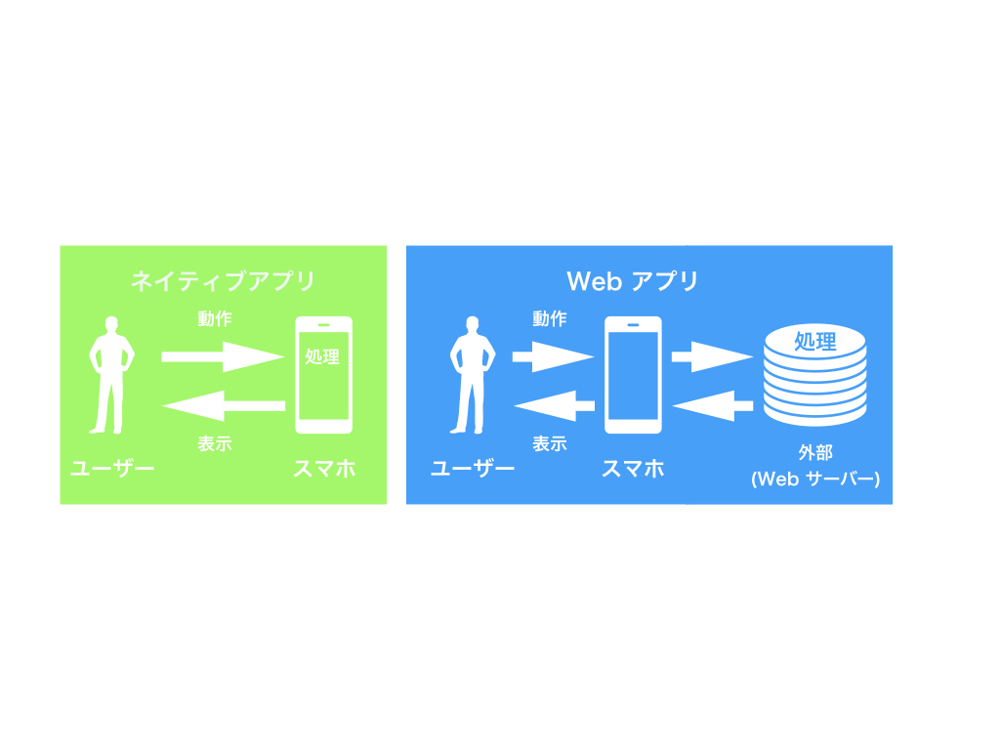 ネイティブアプリ
動作
処理
表示
ユーザー
スマホ
Web アプリ
動作
処理
表示
ユーザー
スマホ
外部
(Web サーバー)